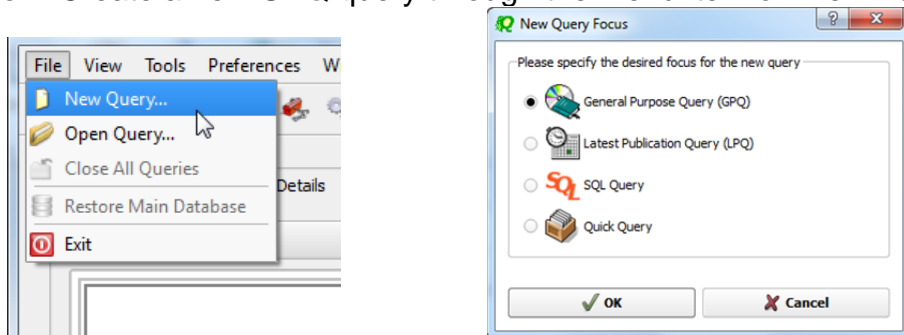 File View Tools Preferences W
New Query...
Open Query...
Close All Queries
Details
Restore Main Database
Exit
New Query Focus
Please specify the desired focus for the new query
General Purpose Query (GPQ)
Latest Publication Query (LPQ)
SQL
SQL Query
Quick Query
OK
Cancel